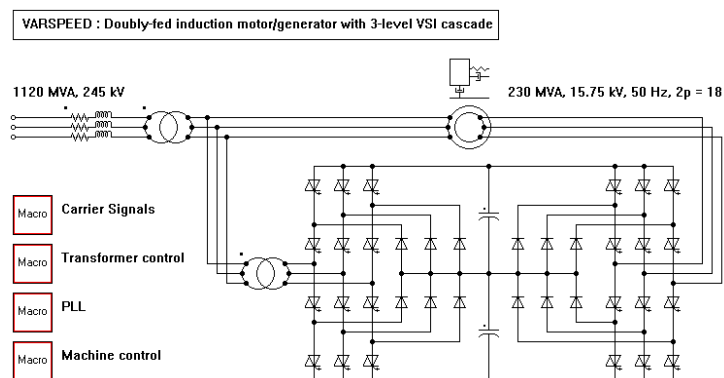 VARSPEED : Doubly-fed induction motor/generator with 3-level VSI cascade
1120 MVA, 245 kV
230 MVA, 15.75 kV, 50 Hz, 2p = 18
Macro
Carrier Signals
Macro
Transformer control
Macro
PLL
Macro
Machine control